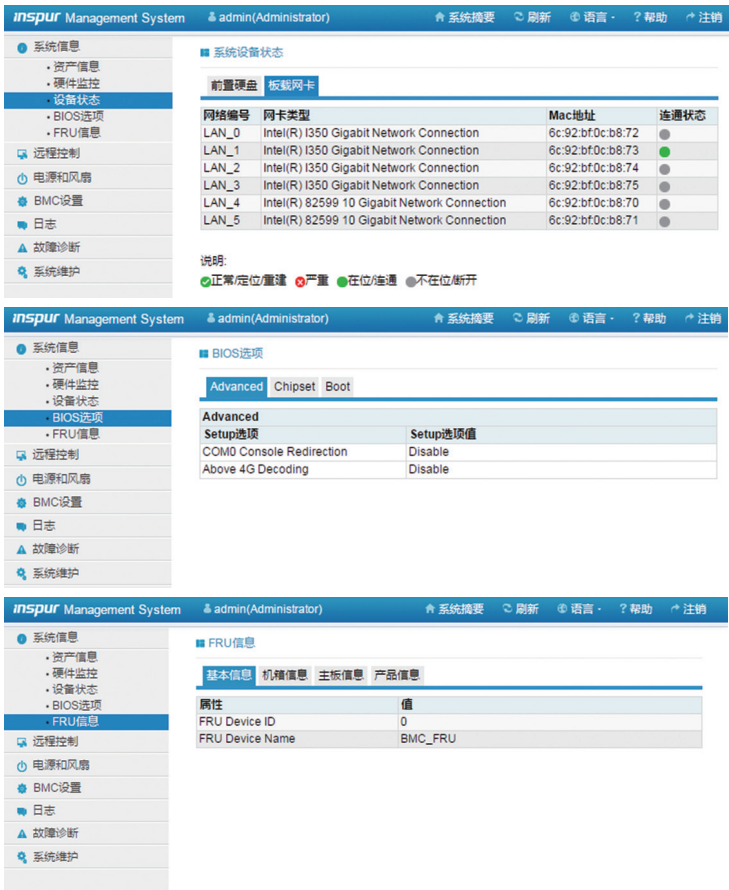 inspur Management System admin(Administrator) 系统摘要 刷新 语言 - ? 帮助 注销
系统信息
· 资产信息
· 硬件监控
· 设备状态
· BIOS选项
· FRU信息
远程控制
电源和风扇
BMC设置
日志
故障诊断
系统维护
系统设备状态
前置硬盘 板载网卡
网络编号 网卡类型 Mac地址 连通状态
LAN_0 Intel(R) I350 Gigabit Network Connection 6c:92:bf:0c:b8:72
LAN_1 Intel(R) I350 Gigabit Network Connection 6c:92:bf:0c:b8:73
LAN_2 Intel(R) I350 Gigabit Network Connection 6c:92:bf:0c:b8:74
LAN_3 Intel(R) I350 Gigabit Network Connection 6c:92:bf:0c:b8:75
LAN_4 Intel(R) 82599 10 Gigabit Network Connection 6c:92:bf:0c:b8:70
LAN_5 Intel(R) 82599 10 Gigabit Network Connection 6c:92:bf:0c:b8:71
说明:
正常/定位/重建 严重 在位/连通 不在位/断开
inspur Management System admin(Administrator) 系统摘要 刷新 语言 - ? 帮助 注销
系统信息
· 资产信息
· 硬件监控
· 设备状态
· BIOS选项
· FRU信息
远程控制
电源和风扇
BMC设置
日志
故障诊断
系统维护
BIOS选项
Advanced Chipset Boot
Advanced
Setup选项 Setup选项值
COM0 Console Redirection Disable
Above 4G Decoding Disable
inspur Management System admin(Administrator) 系统摘要 刷新 语言 - ? 帮助 注销
系统信息
· 资产信息
· 硬件监控
· 设备状态
· BIOS选项
· FRU信息
远程控制
电源和风扇
BMC设置
日志
故障诊断
系统维护
FRU信息
基本信息 机箱信息 主板信息 产品信息
属性 值
FRU Device ID 0
FRU Device Name BMC_FRU